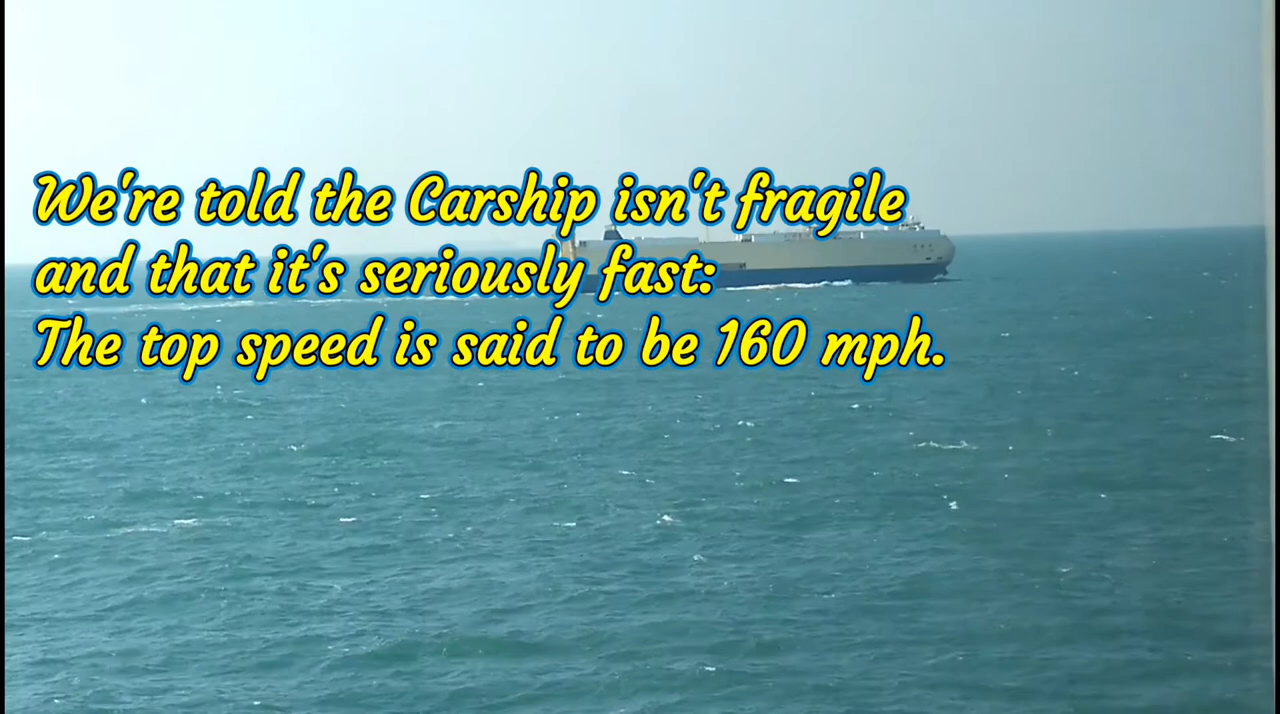 We're told the Carship isn't fragile
and that it's seriously fast:
The top speed is said to be 160 mph.